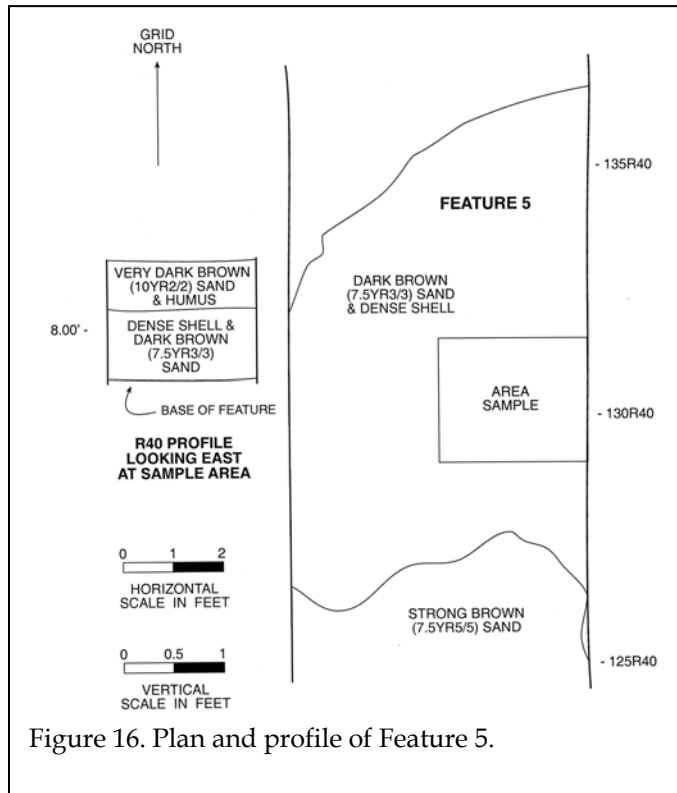 GRID
NORTH
- 135R40
FEATURE 5
VERY DARK BROWN
(10YR2/2) SAND
& HUMUS
DARK BROWN
(7.5YR3/3) SAND
& DENSE SHELL
8.00' -
DENSE SHELL &
DARK BROWN
(7.5YR3/3)
SAND
AREA
SAMPLE
- 130R40
BASE OF FEATURE
R40 PROFILE
LOOKING EAST
AT SAMPLE AREA
0 1 2
HORIZONTAL
SCALE IN FEET
STRONG BROWN
(7.5YR5/5) SAND
0 0.5 1
VERTICAL
SCALE IN FEET
- 125R40
Figure 16. Plan and profile of Feature 5.